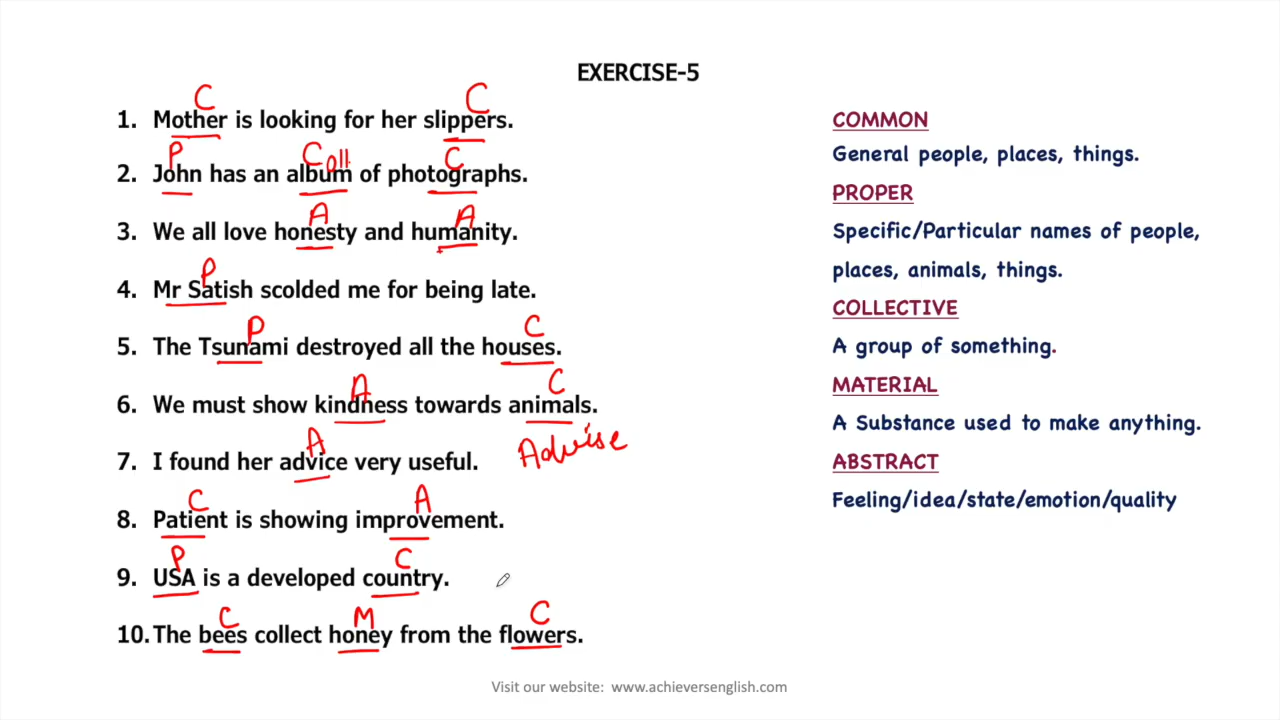 EXERCISE-5
C C
1. Mother is looking for her slippers.
P Coll. C
2. John has an album of photographs.
A A
3. We all love honesty and humanity.
P
4. Mr Satish scolded me for being late.
P C
5. The Tsunami destroyed all the houses.
A C
6. We must show kindness towards animals.
A Advise
7. I found her advice very useful.
C A
8. Patient is showing improvement.
P C
9. USA is a developed country.
C M C
10. The bees collect honey from the flowers.
COMMON
General people, places, things.
PROPER
Specific/Particular names of people,
places, animals, things.
COLLECTIVE
A group of something.
MATERIAL
A Substance used to make anything.
ABSTRACT
Feeling/idea/state/emotion/quality
Visit our website: www.achieversenglish.com